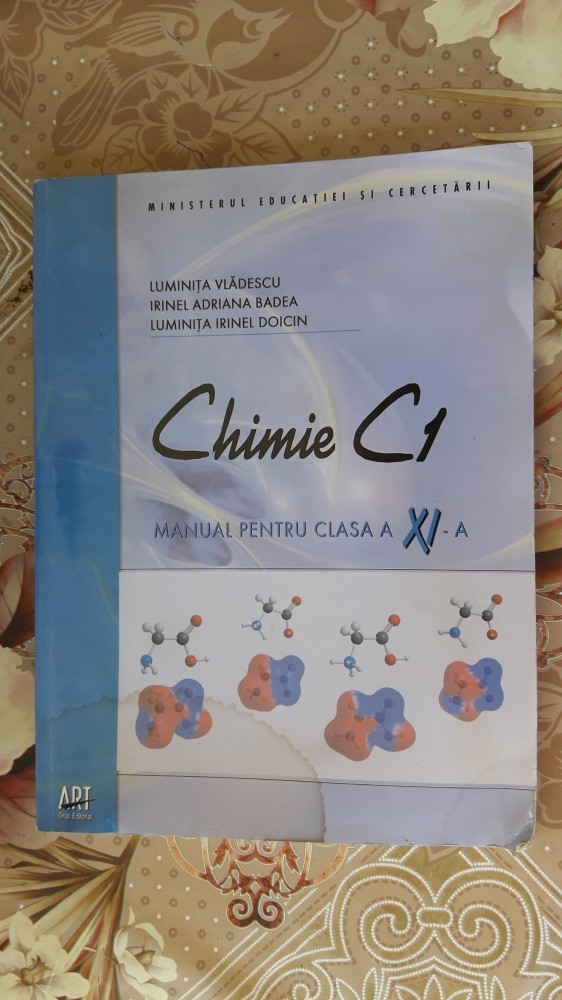 MINISTERUL EDUCAȚIEI ȘI CERCETĂRII
LUMINIȚA VLĂDESCU
IRINEL ADRIANA BADEA
LUMINIȚA IRINEL DOICIN
Chimie C1
MANUAL PENTRU CLASA A XI-A
ART
Grup Editorial